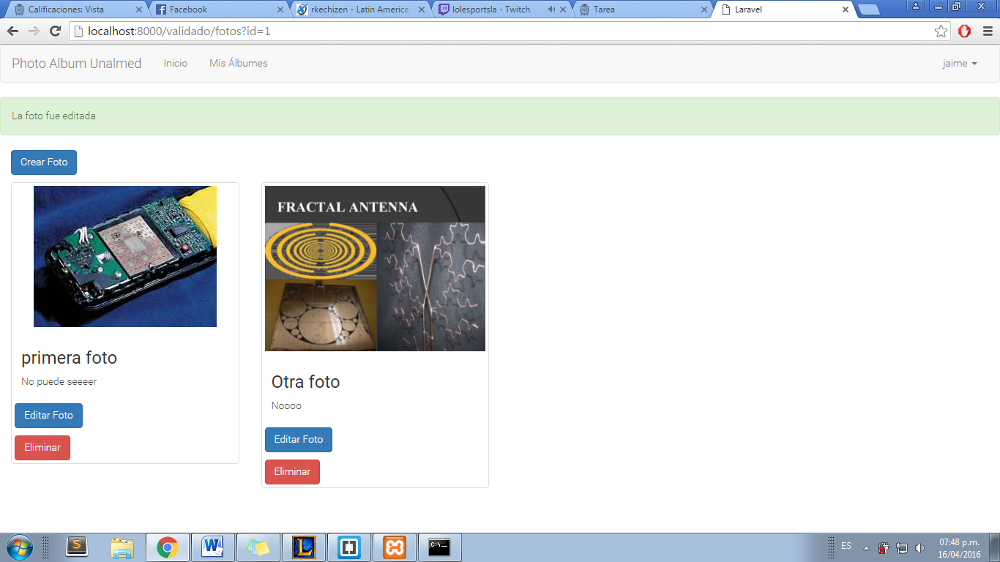 Calificaciones: Vista
Facebook
rkechizen - Latin America
lolesportsla - Twitch
Tarea
Laravel
localhost:8000/validado/fotos?id=1
Photo Album Unalmed
Inicio
Mis Álbumes
jaime
La foto fue editada
Crear Foto
FRACTAL ANTENNA
primera foto
No puede seeeer
Editar Foto
Eliminar
Otra foto
Noooo
Editar Foto
Eliminar
ES
07:48 p.m.
16/04/2016